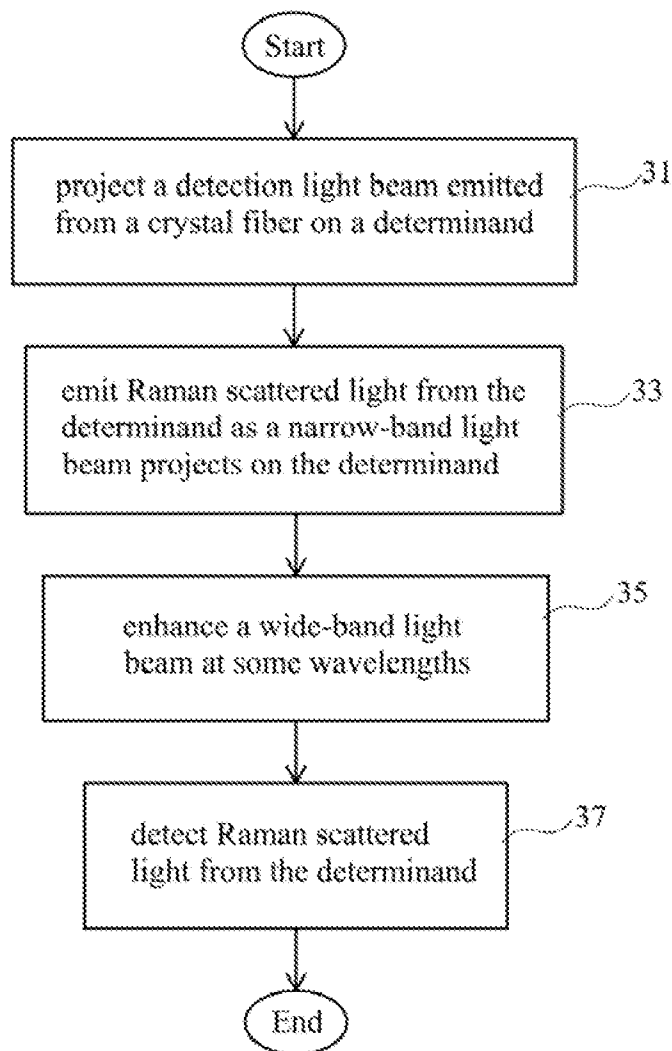 Start
project a detection light beam emitted
from a crystal fiber on a determinand
31
emit Raman scattered light from the
determinand as a narrow-band light
beam projects on the determinand
33
enhance a wide-band light
beam at some wavelengths
35
detect Raman scattered
light from the determinand
37
End